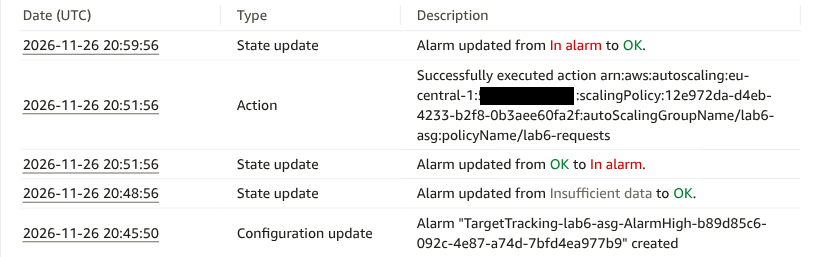 Date (UTC) Type Description
2026-11-26 20:59:56 State update Alarm updated from In alarm to OK.
Successfully executed action arn:aws:autoscaling:eu-
2026-11-26 20:51:56 Action central-1: :scalingPolicy:12e972da-d4eb-
4233-b2f8-0b3aee60fa2f:autoScalingGroupName/lab6-
asg:policyName/lab6-requests
2026-11-26 20:51:56 State update Alarm updated from OK to In alarm.
2026-11-26 20:48:56 State update Alarm updated from Insufficient data to OK.
2026-11-26 20:45:50 Configuration update Alarm "TargetTracking-lab6-asg-AlarmHigh-b89d85c6-
092c-4e87-a74d-7bfd4ea977b9" created